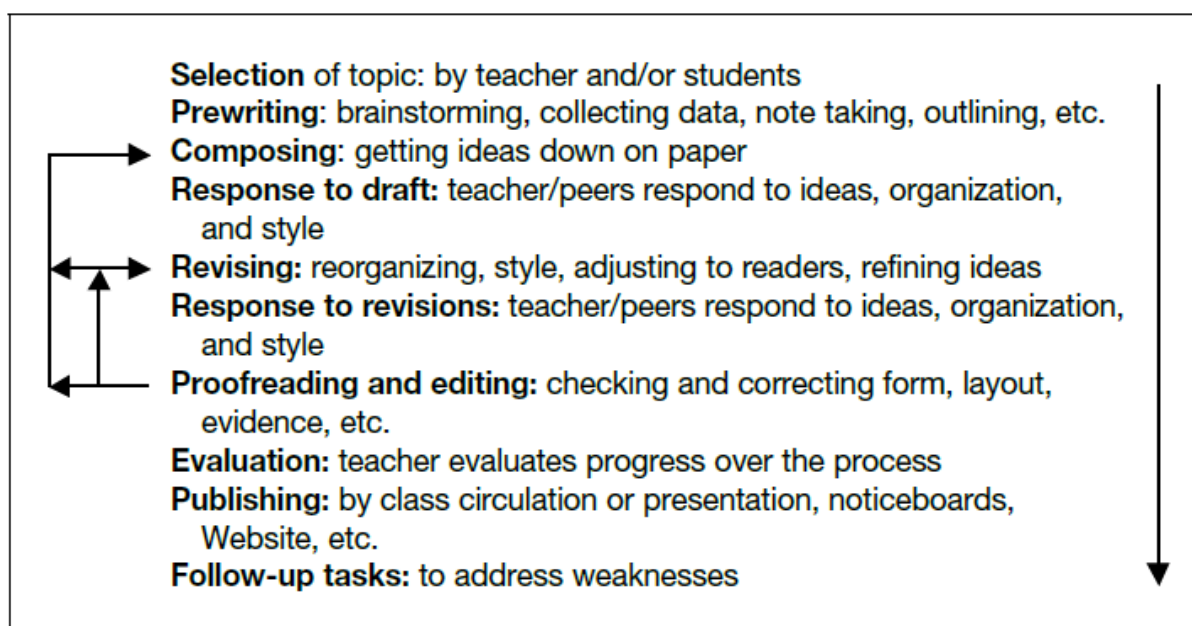 Selection of topic: by teacher and/or students
Prewriting: brainstorming, collecting data, note taking, outlining, etc.
Composing: getting ideas down on paper
Response to draft: teacher/peers respond to ideas, organization,
and style
Revising: reorganizing, style, adjusting to readers, refining ideas
Response to revisions: teacher/peers respond to ideas, organization,
and style
Proofreading and editing: checking and correcting form, layout,
evidence, etc.
Evaluation: teacher evaluates progress over the process
Publishing: by class circulation or presentation, noticeboards,
Website, etc.
Follow-up tasks: to address weaknesses